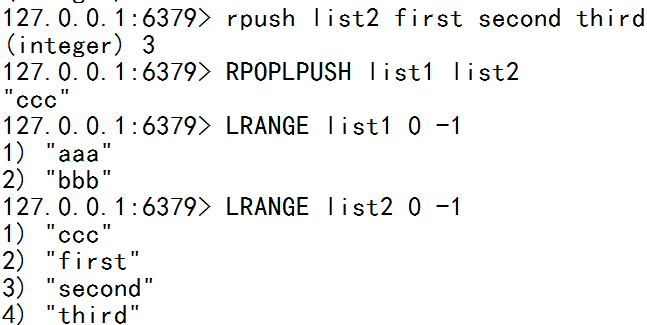 127.0.0.1:6379> rpush list2 first second third
(integer) 3
127.0.0.1:6379> RPOPLPUSH list1 list2
"ccc"
127.0.0.1:6379> LRANGE list1 0 -1
1) "aaa"
2) "bbb"
127.0.0.1:6379> LRANGE list2 0 -1
1) "ccc"
2) "first"
3) "second"
4) "third"